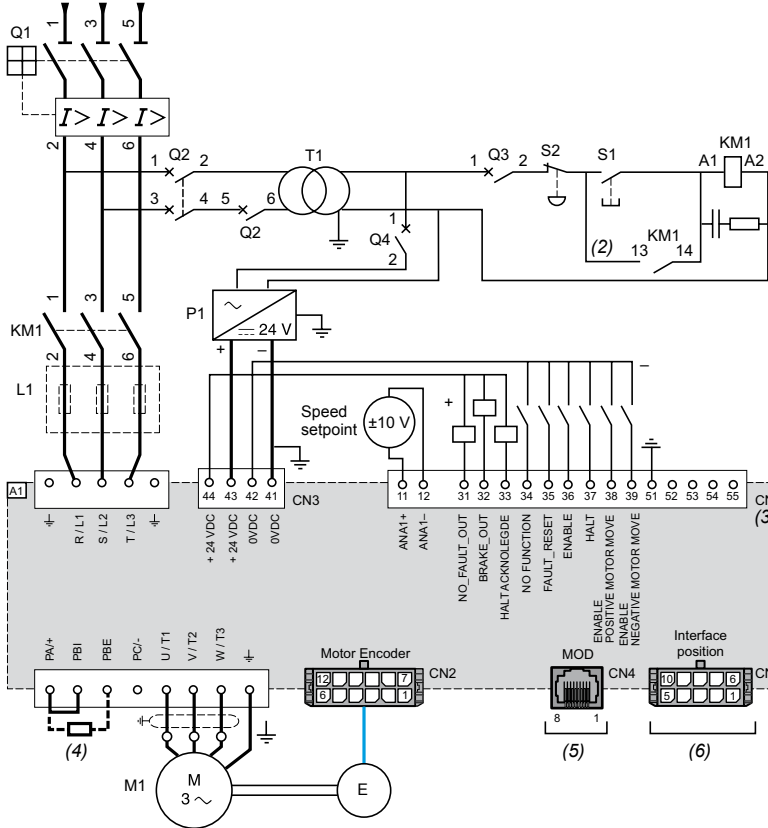 1 3 5
Q1
I> I> I>
2 4 6
1 Q2 2
T1
1 Q3 2
S2
S1
KM1
A1 A2
3 4 5 6
Q2
1
Q4
2
(2) 13 KM1 14
1 3 5
P1
24 V
KM1
2 4 6
+ –
L1
Speed
setpoint
±10 V
+
–
A1
44 43 42 41
CN3
11 12 31 32 33 34 35 36 37 38 39 51 52 53 54 55
CN
(3
R / L1
S / L2
T / L3
+ 24 VDC
+ 24 VDC
0VDC
0VDC
ANA1+
ANA1–
NO_FAULT_OUT
BRAKE_OUT
HALT ACKNOLEGDE
NO FUNCTION
FAULT_RESET
ENABLE
HALT
ENABLE
POSITIVE MOTOR MOVE
ENABLE
NEGATIVE MOTOR MOVE
PA/+
PBI
PBE
PC/-
U / T1
V / T2
W / T3
Motor Encoder
12 7
6 1
CN2
MOD
CN4
8 1
Interface
position
10 6
5 1
CN
(4)
(5)
(6)
M1
M
3 ~
E